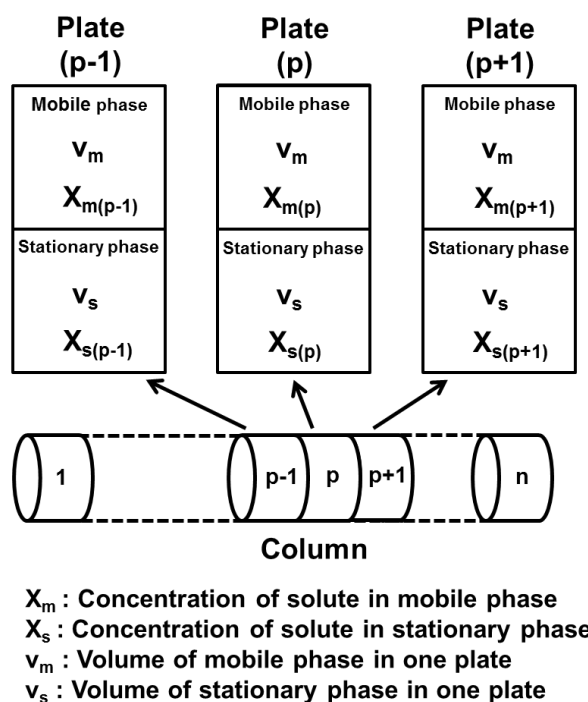 Plate
(p-1)
Plate
(p)
Plate
(p+1)
Mobile phase
vm
Xm(p-1)
Stationary phase
vs
Xs(p-1)
Mobile phase
vm
Xm(p)
Stationary phase
vs
Xs(p)
Mobile phase
vm
Xm(p+1)
Stationary phase
vs
Xs(p+1)
1
p-1
p
p+1
n
Column
Xm : Concentration of solute in mobile phase
Xs : Concentration of solute in stationary phase
vm : Volume of mobile phase in one plate
vs : Volume of stationary phase in one plate